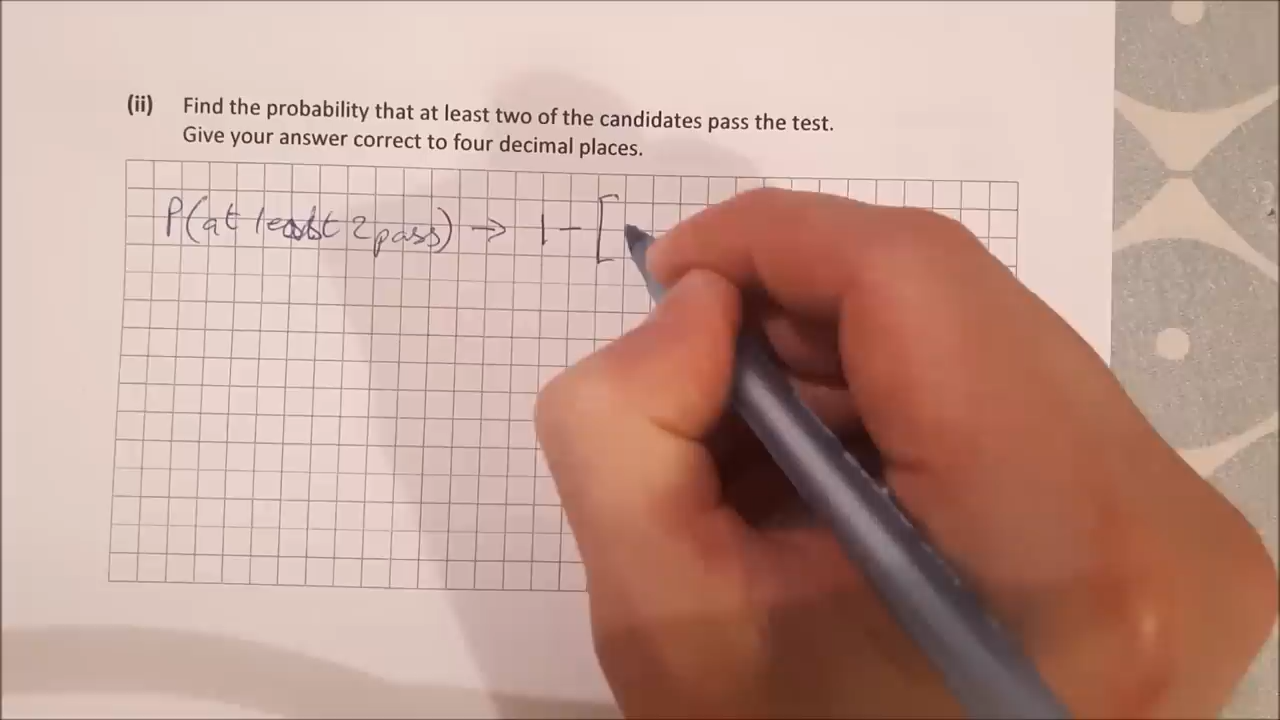 (ii) Find the probability that at least two of the candidates pass the test.
Give your answer correct to four decimal places.
P(at least 2 pass) → 1 - [